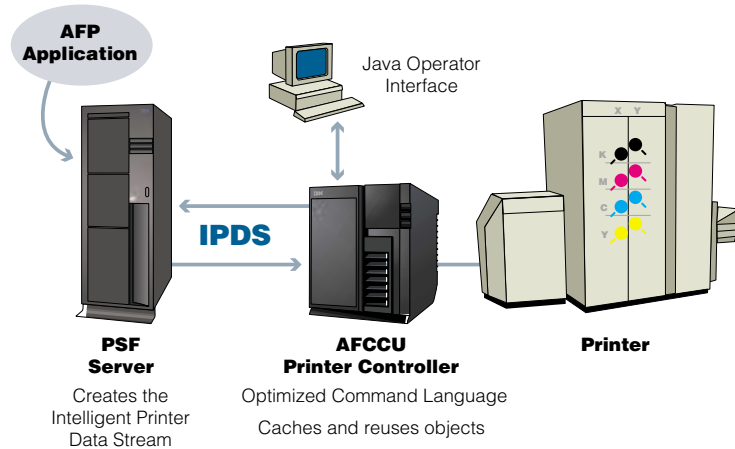 AFP
Application
Java Operator
Interface
X Y
K
M
C
Y
IBM
IPDS
PSF
Server
Creates the
Intelligent Printer
Data Stream
AFCCU
Printer Controller
Optimized Command Language
Caches and reuses objects
Printer